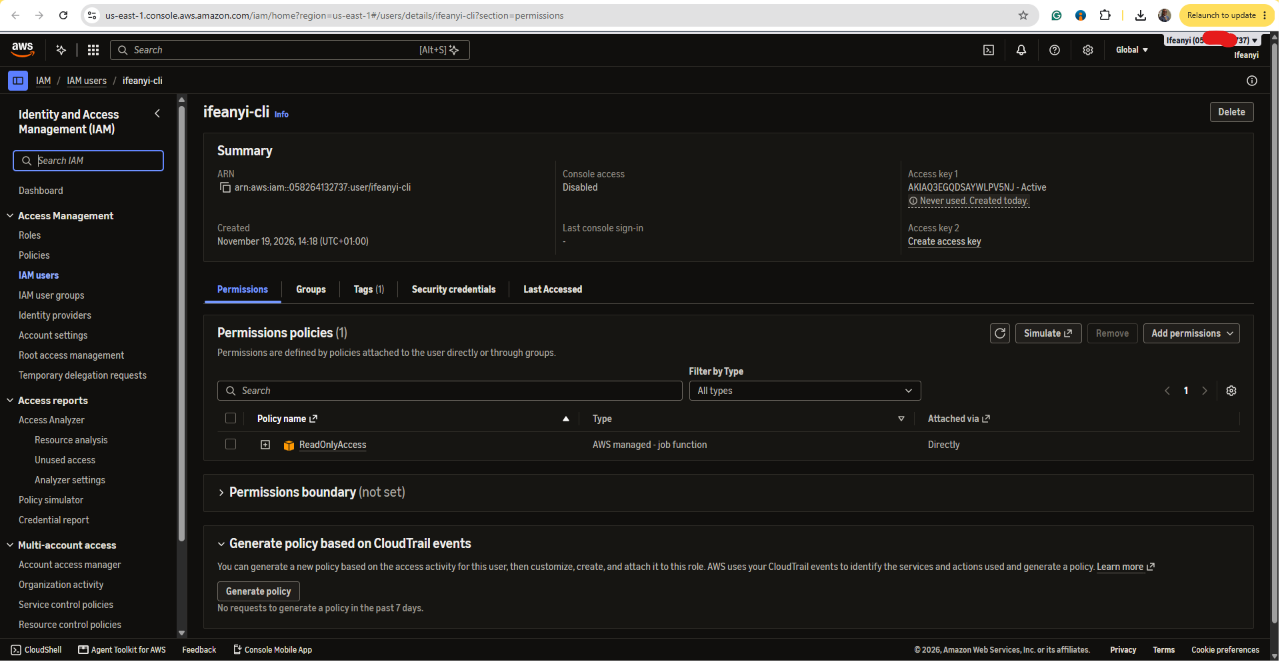 us-east-1.console.aws.amazon.com/iam/home?region=us-east-1#/users/details/ifeanyi-cli?section=permissions
Relaunch to update
aws
Search
[Alt+S]
Global
Ifeanyi (05
737)
Ifeanyi
IAM / IAM users / ifeanyi-cli
Identity and Access
Management (IAM)
Search IAM
Dashboard
Access Management
Roles
Policies
IAM users
IAM user groups
Identity providers
Account settings
Root access management
Temporary delegation requests
Access reports
Access Analyzer
Resource analysis
Unused access
Analyzer settings
Policy simulator
Credential report
Multi-account access
Account access manager
Organization activity
Service control policies
Resource control policies
ifeanyi-cli Info
Delete
Summary
ARN
arn:aws:iam::058264132737:user/ifeanyi-cli
Console access
Disabled
Access key 1
AKIAQ3EGQDSAYWLPV5NJ - Active
Never used. Created today.
Created
November 19, 2026, 14:18 (UTC+01:00)
Last console sign-in
-
Access key 2
Create access key
Permissions
Groups
Tags (1)
Security credentials
Last Accessed
Permissions policies (1)
Simulate
Remove
Add permissions
Permissions are defined by policies attached to the user directly or through groups.
Filter by Type
Search
All types
1
Policy name
Type
Attached via
ReadOnlyAccess
AWS managed - job function
Directly
Permissions boundary (not set)
Generate policy based on CloudTrail events
You can generate a new policy based on the access activity for this user, then customize, create, and attach it to this role. AWS uses your CloudTrail events to identify the services and actions used and generate a policy. Learn more
Generate policy
No requests to generate a policy in the past 7 days.
CloudShell
Agent Toolkit for AWS
Feedback
Console Mobile App
© 2026, Amazon Web Services, Inc. or its affiliates.
Privacy
Terms
Cookie preferences